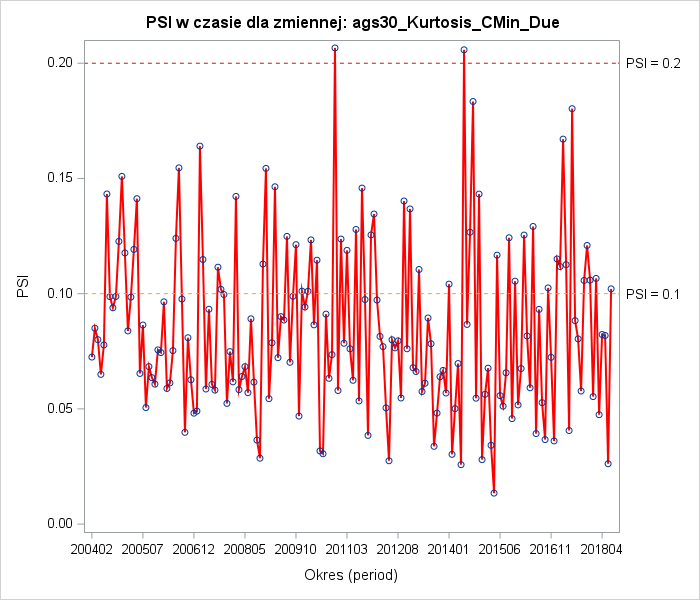 PSI w czasie dla zmiennej: ags30_Kurtosis_CMin_Due
0.20
PSI = 0.2
0.15
PSI
0.10
PSI = 0.1
0.05
0.00
200402 200507 200612 200805 200910 201103 201208 201401 201506 201611 201804
Okres (period)